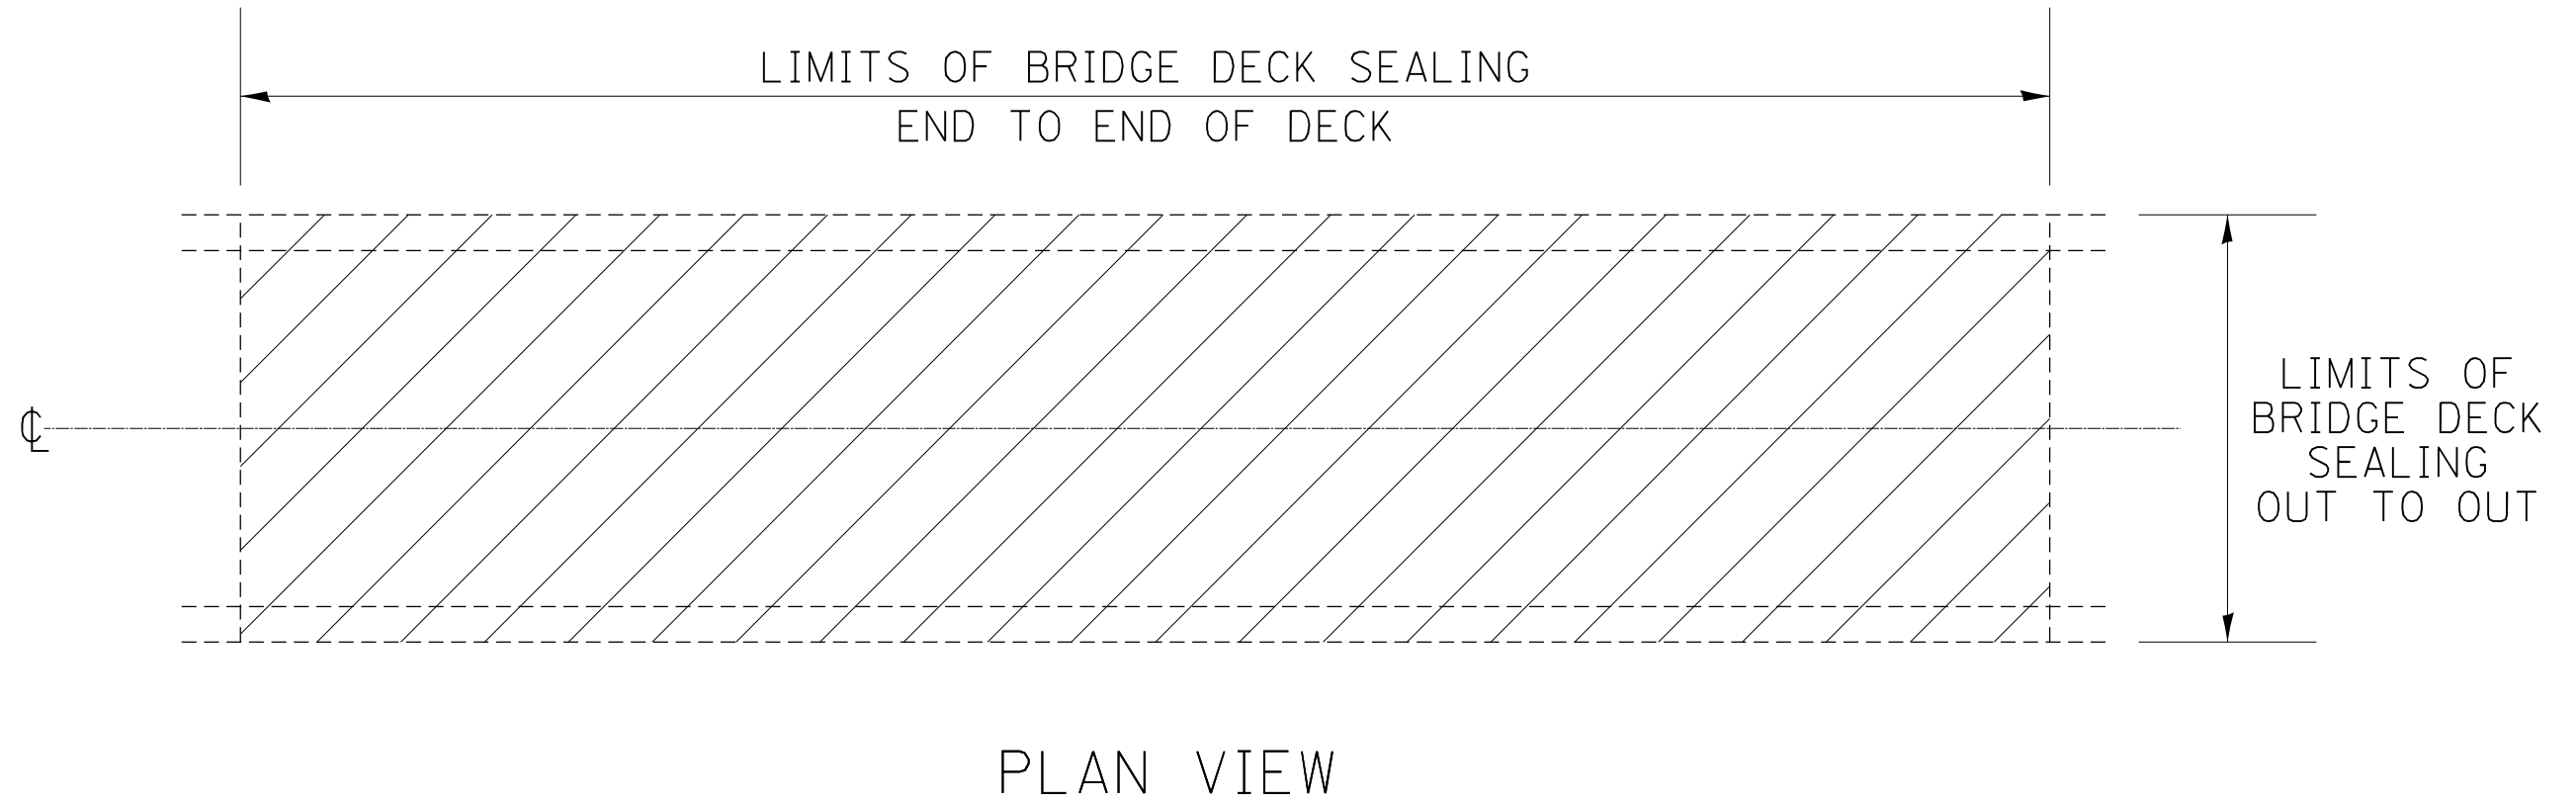 LIMITS OF BRIDGE DECK SEALING
END TO END OF DECK
℄
LIMITS OF
BRIDGE DECK
SEALING
OUT TO OUT
PLAN VIEW